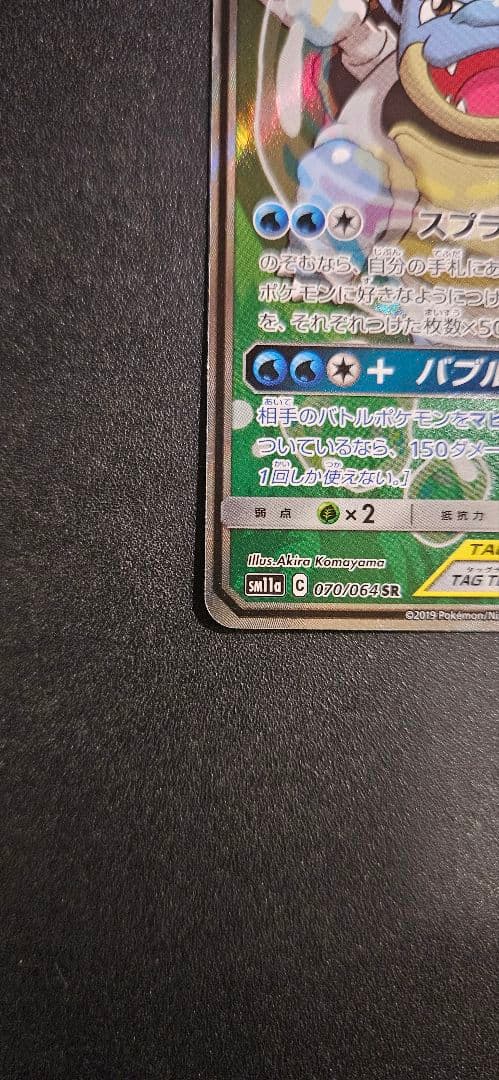 スプラ
のぞむなら、自分の手札にあ
ポケモンに好きなようにつけ
を、それぞれつけた枚数×50
+ バブル
相手のバトルポケモンをマヒ
ついているなら、150ダメー
1回しか使えない。]
弱点 ×2 抵抗力
TAG
Illus.Akira Komayama
TAG T
sm11a C 070/064 SR
©2019 Pokémon/Ni